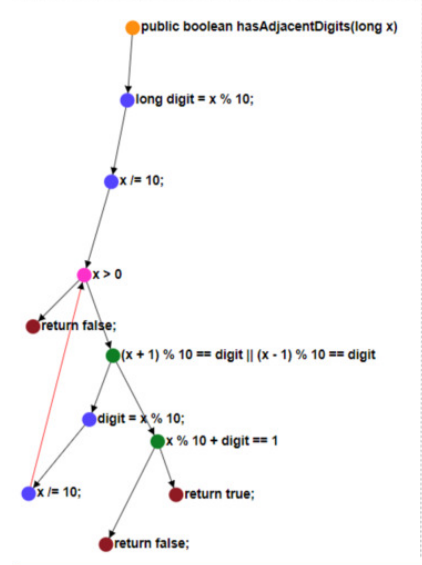 public boolean hasAdjacentDigits(long x)
long digit = x % 10;
x /= 10;
x > 0
return false;
(x + 1) % 10 == digit || (x - 1) % 10 == digit
digit = x % 10;
x % 10 + digit == 1
x /= 10;
return true;
return false;